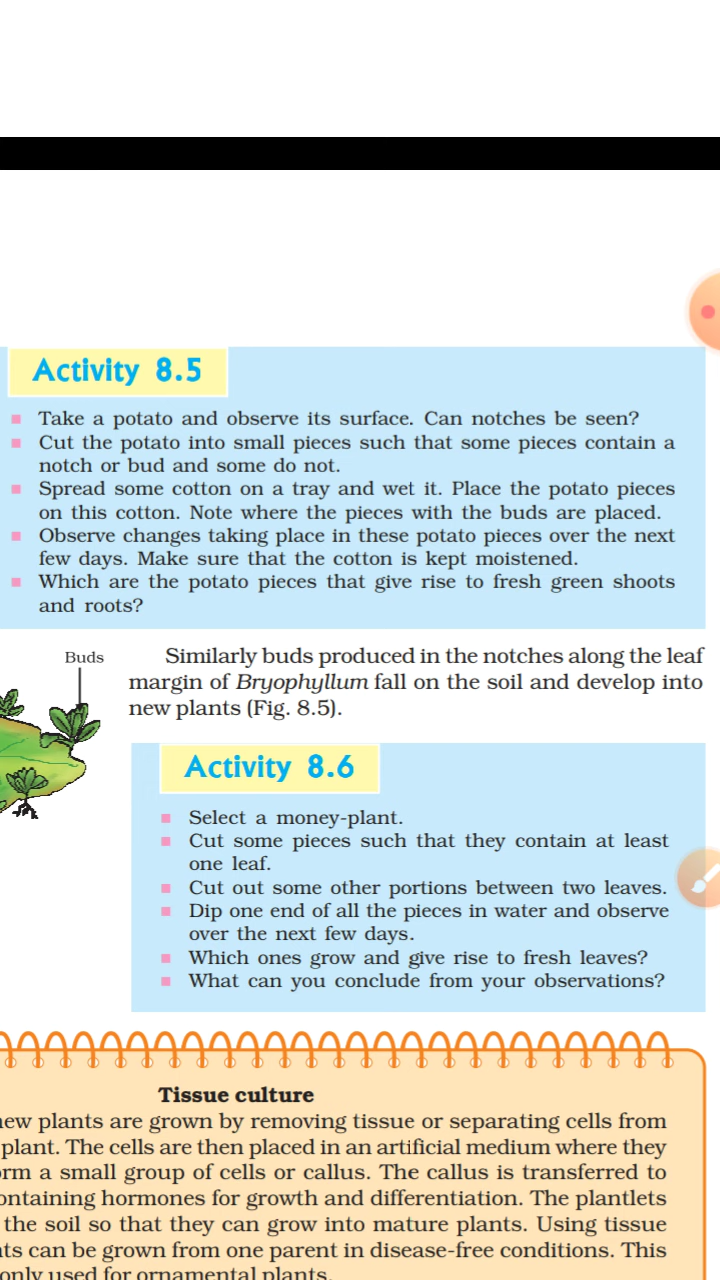 Activity 8.5
Take a potato and observe its surface. Can notches be seen?
Cut the potato into small pieces such that some pieces contain a
notch or bud and some do not.
Spread some cotton on a tray and wet it. Place the potato pieces
on this cotton. Note where the pieces with the buds are placed.
Observe changes taking place in these potato pieces over the next
few days. Make sure that the cotton is kept moistened.
Which are the potato pieces that give rise to fresh green shoots
and roots?
Buds
Similarly buds produced in the notches along the leaf
margin of Bryophyllum fall on the soil and develop into
new plants (Fig. 8.5).
Activity 8.6
Select a money-plant.
Cut some pieces such that they contain at least
one leaf.
Cut out some other portions between two leaves.
Dip one end of all the pieces in water and observe
over the next few days.
Which ones grow and give rise to fresh leaves?
What can you conclude from your observations?
Tissue culture
new plants are grown by removing tissue or separating cells from
plant. The cells are then placed in an artificial medium where they
rm a small group of cells or callus. The callus is transferred to
ontaining hormones for growth and differentiation. The plantlets
the soil so that they can grow into mature plants. Using tissue
ts can be grown from one parent in disease-free conditions. This
only used for ornamental plants.